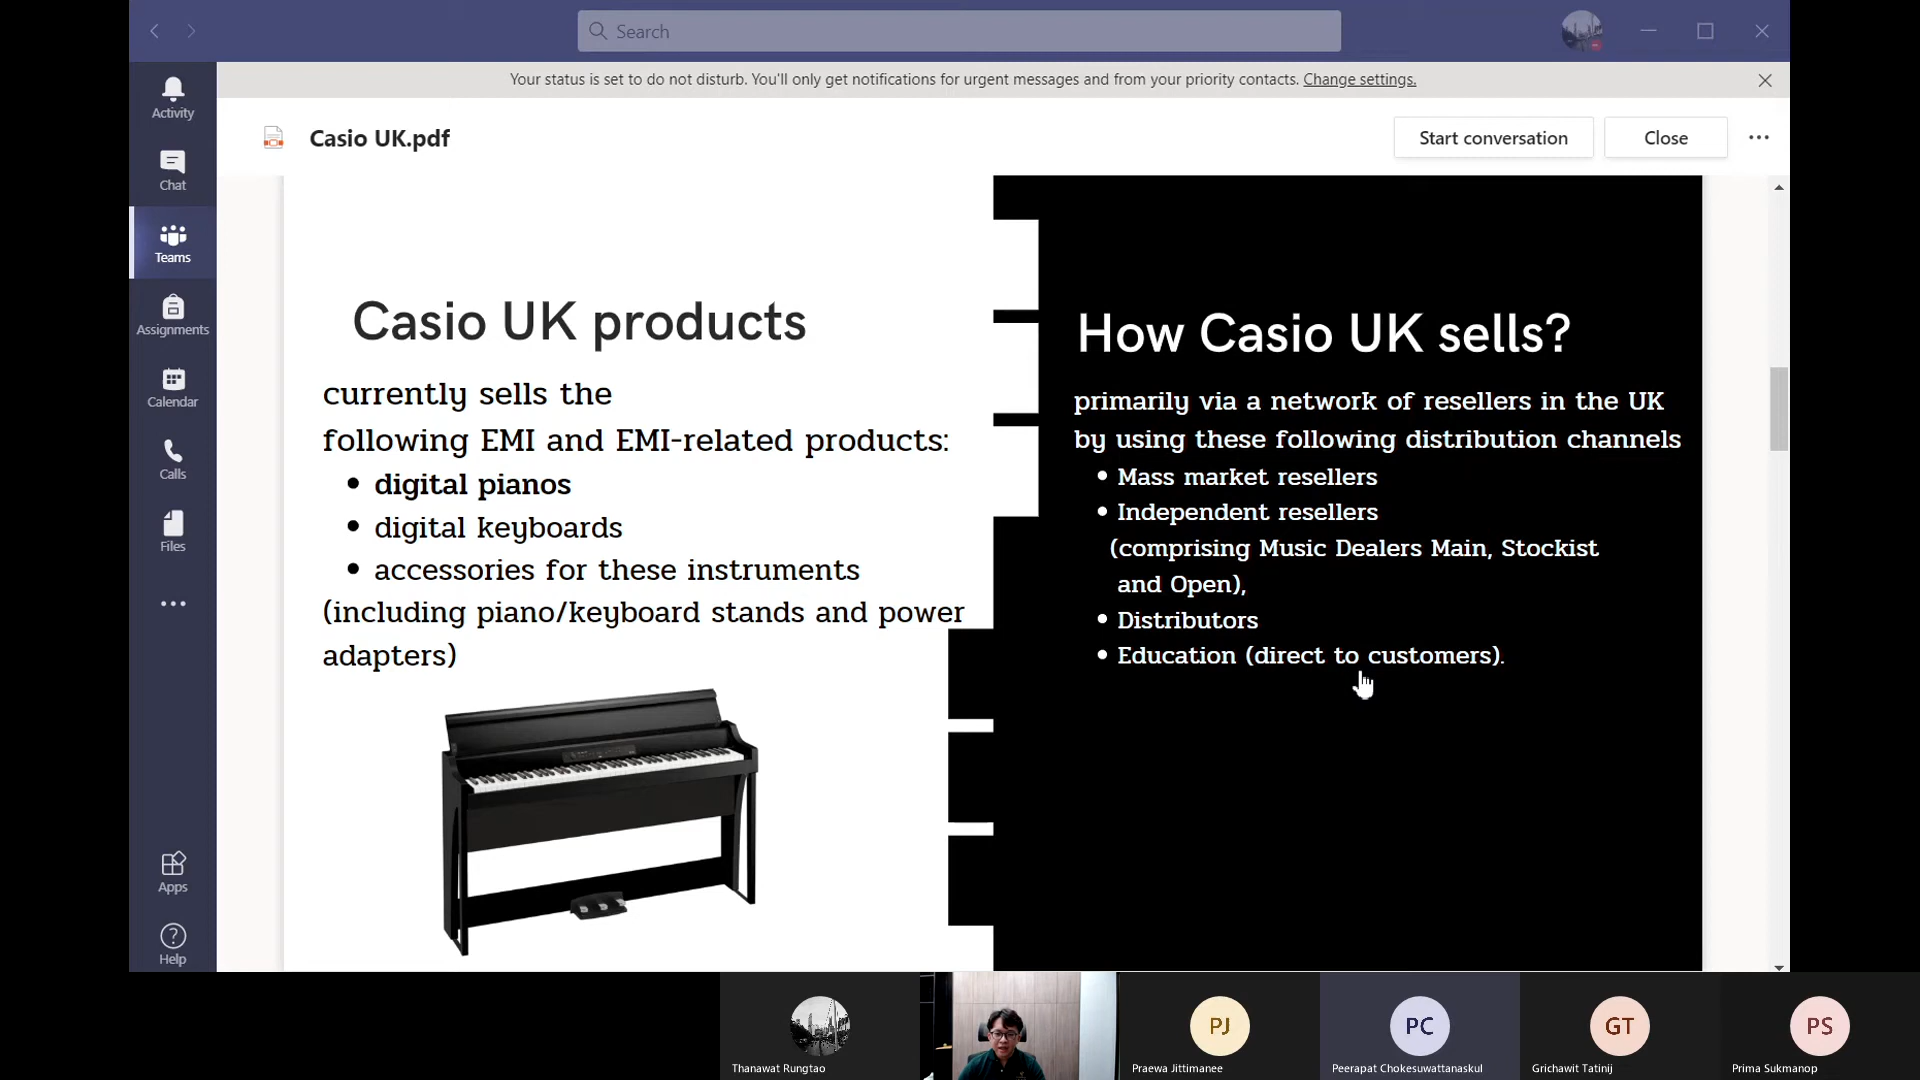 Search
Your status is set to do not disturb. You'll only get notifications for urgent messages and from your priority contacts. Change settings.
Activity
Chat
Teams
Assignments
Calendar
Calls
Files
Apps
Help
Casio UK.pdf
Start conversation
Close
Casio UK products
currently sells the
following EMI and EMI-related products:
• digital pianos
• digital keyboards
• accessories for these instruments
(including piano/keyboard stands and power
adapters)
How Casio UK sells?
primarily via a network of resellers in the UK
by using these following distribution channels
• Mass market resellers
• Independent resellers
(comprising Music Dealers Main, Stockist
and Open),
• Distributors
• Education (direct to customers).
Thanawat Rungtao
PJ
Praewa Jittimanee
PC
Peerapat Chokesuwattanaskul
GT
Grichawit Tatinij
PS
Prima Sukmanop